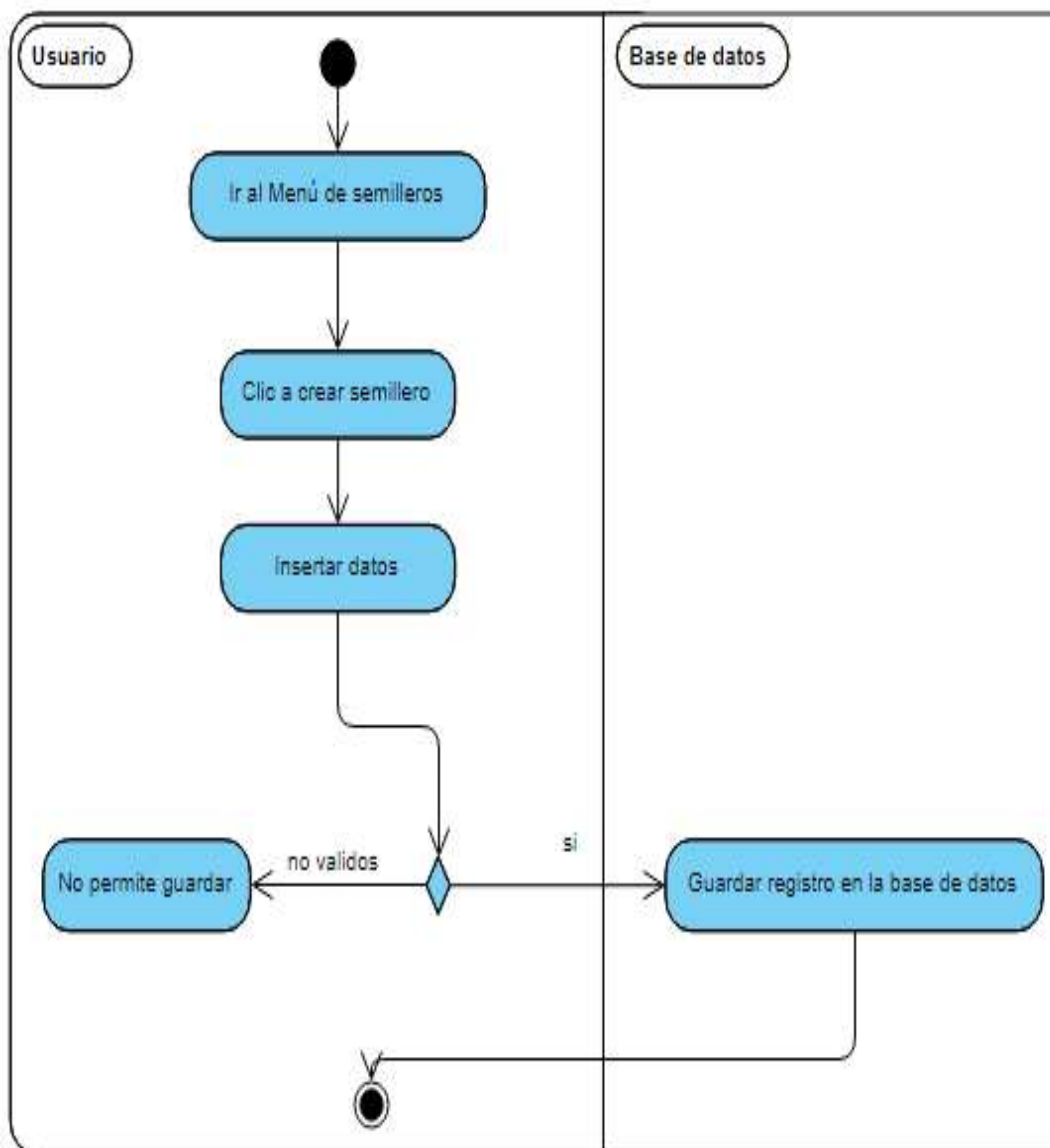 Usuario
Base de datos
Ir al Menú de semilleros
Clic a crear semillero
Insertar datos
no validos
si
No permite guardar
Guardar registro en la base de datos